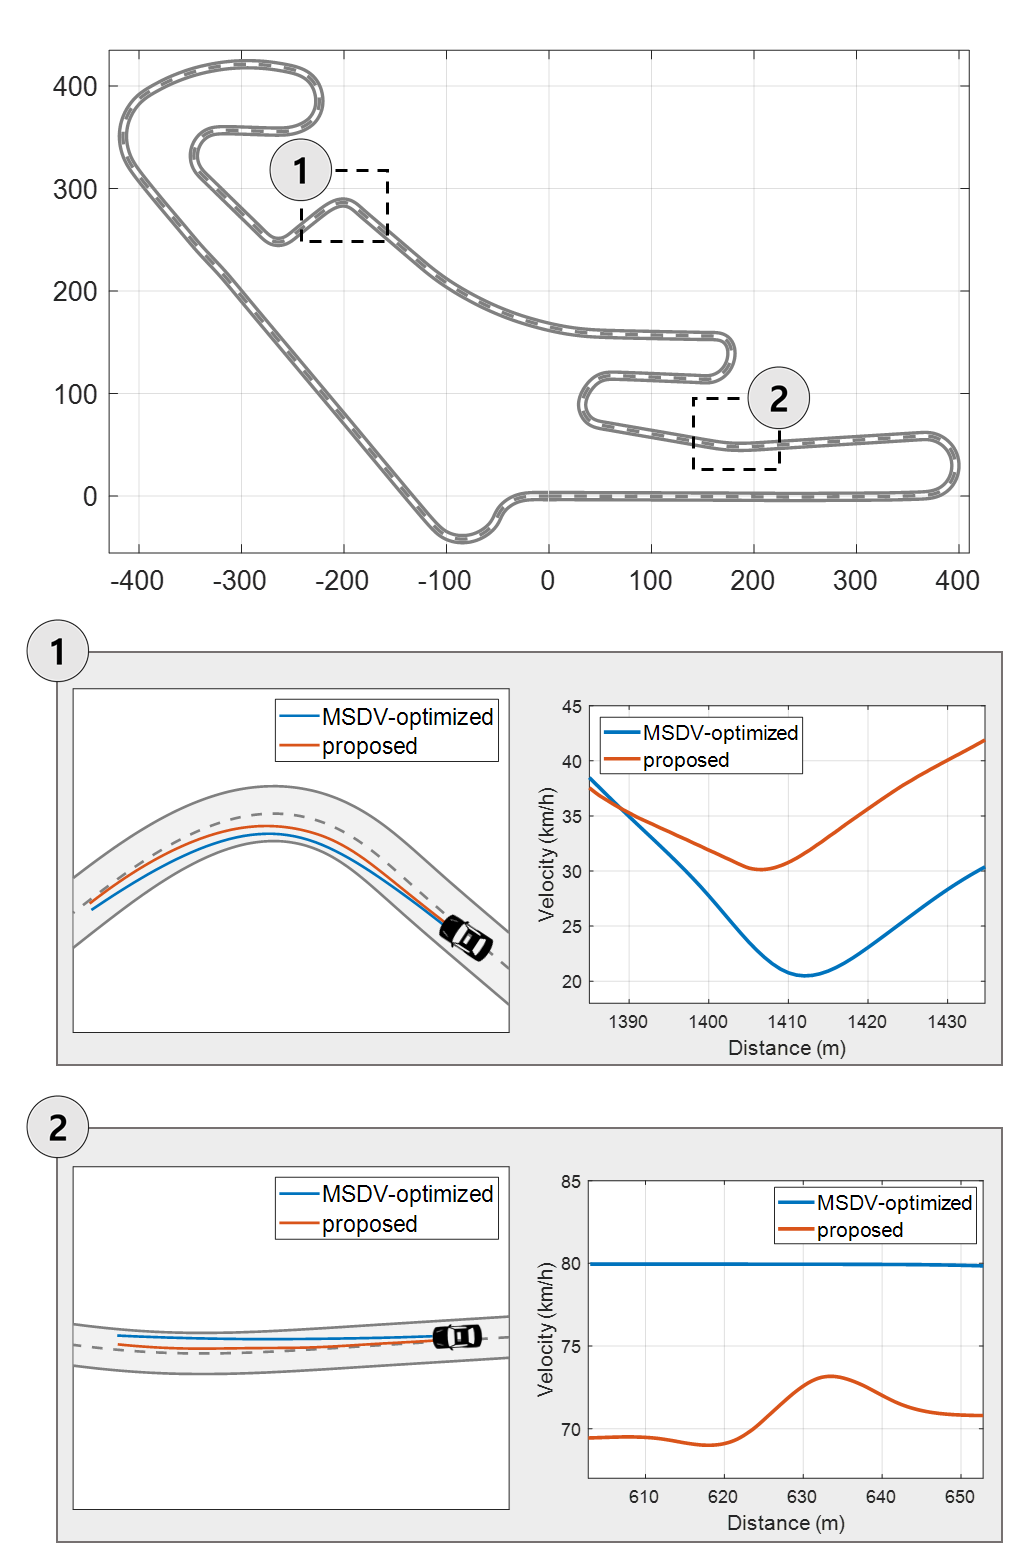 400
300
200
100
0
-400 -300 -200 -100 0 100 200 300 400
1
2
1
MSDV-optimized
proposed
45
40
35
30
25
20
Velocity (km/h)
MSDV-optimized
proposed
1390 1400 1410 1420 1430
Distance (m)
2
MSDV-optimized
proposed
85
80
75
70
Velocity (km/h)
MSDV-optimized
proposed
610 620 630 640 650
Distance (m)